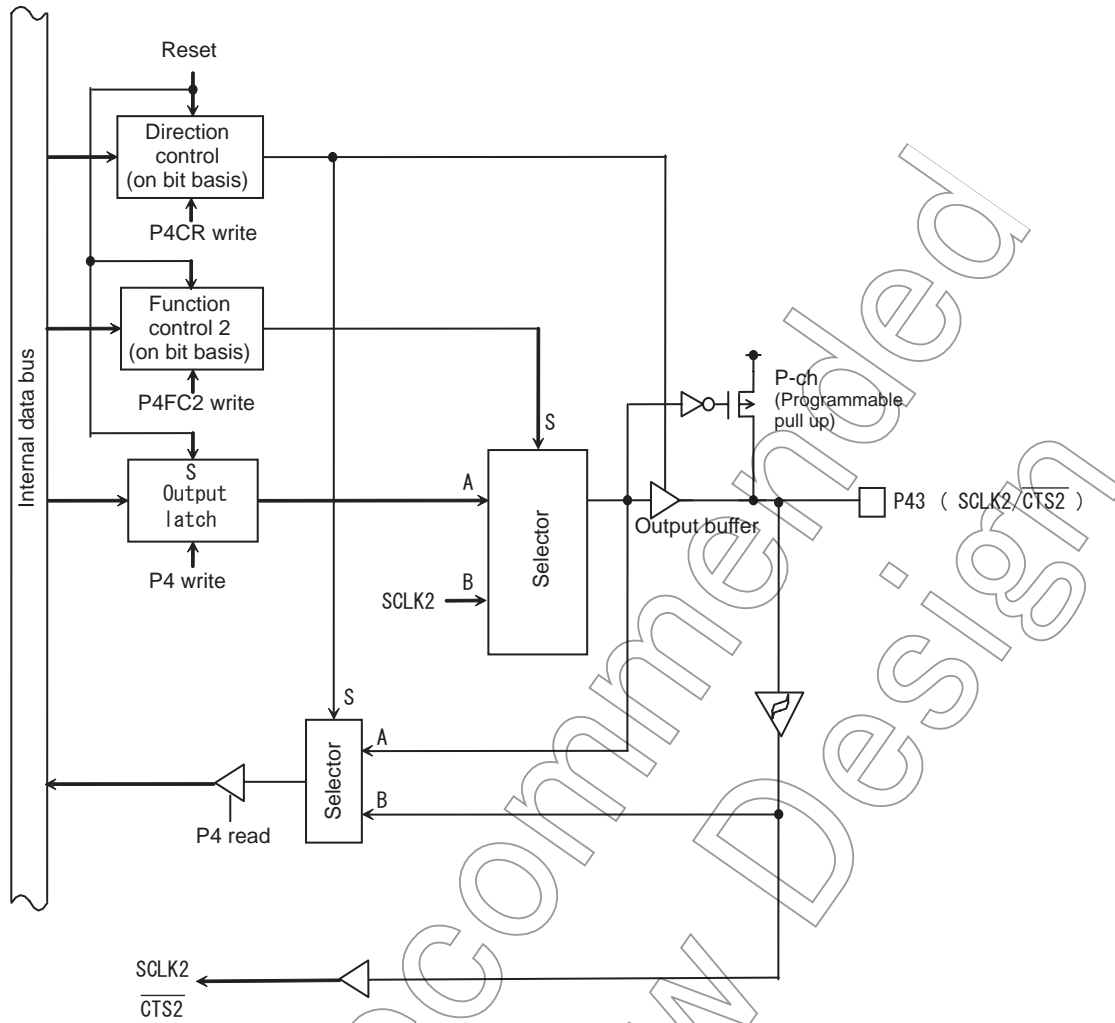 Reset
Direction
control
(on bit basis)
P4CR write
Function
control 2
(on bit basis)
P4FC2 write
S
Output
latch
P4 write
Internal data bus
A
S
B
SCLK2
Selector
P-ch
(Programmable
pull up)
Output buffer
P43 ( SCLK2/CTS2 )
S
A
B
Selector
P4 read
SCLK2
CTS2
commended
w Design